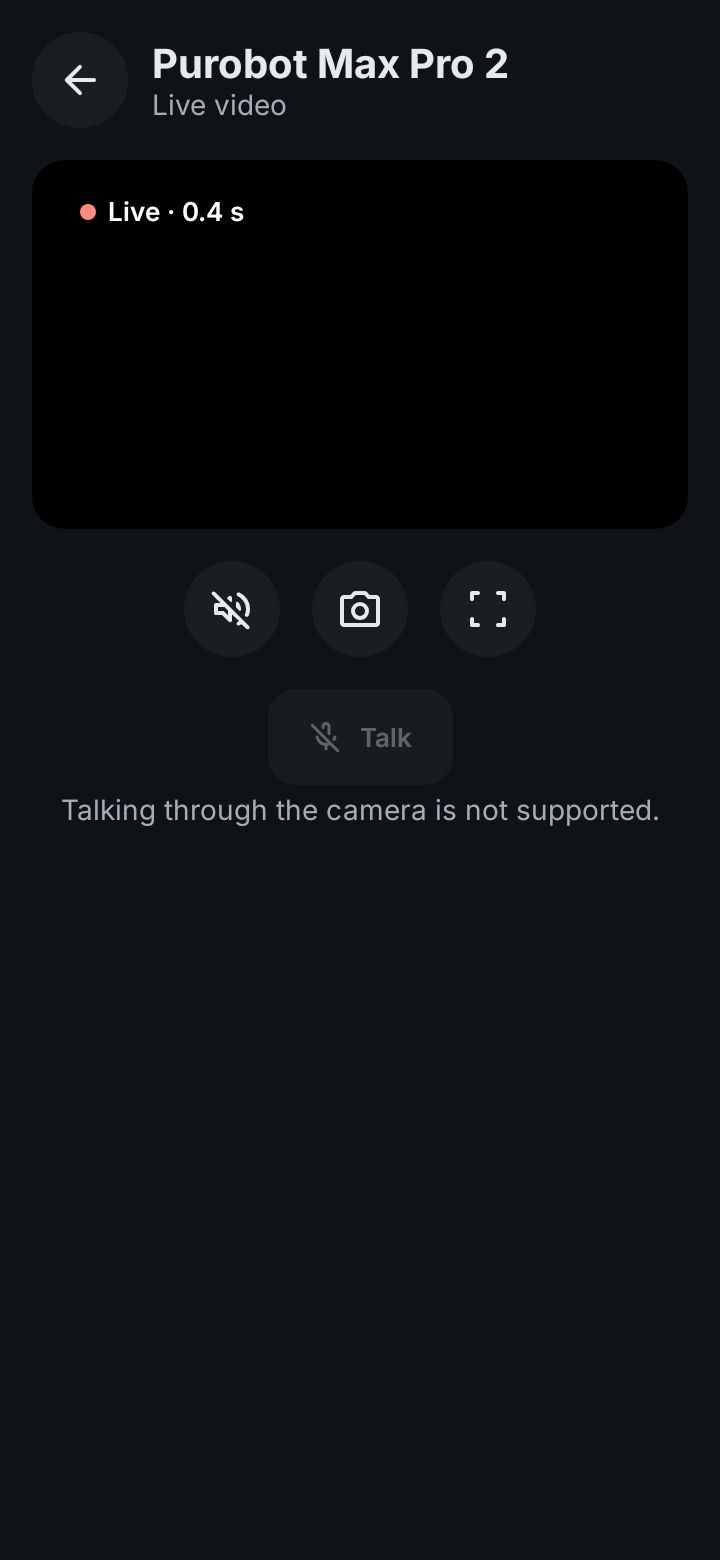 Purobot Max Pro 2
Live video
Live · 0.4 s
Talk
Talking through the camera is not supported.